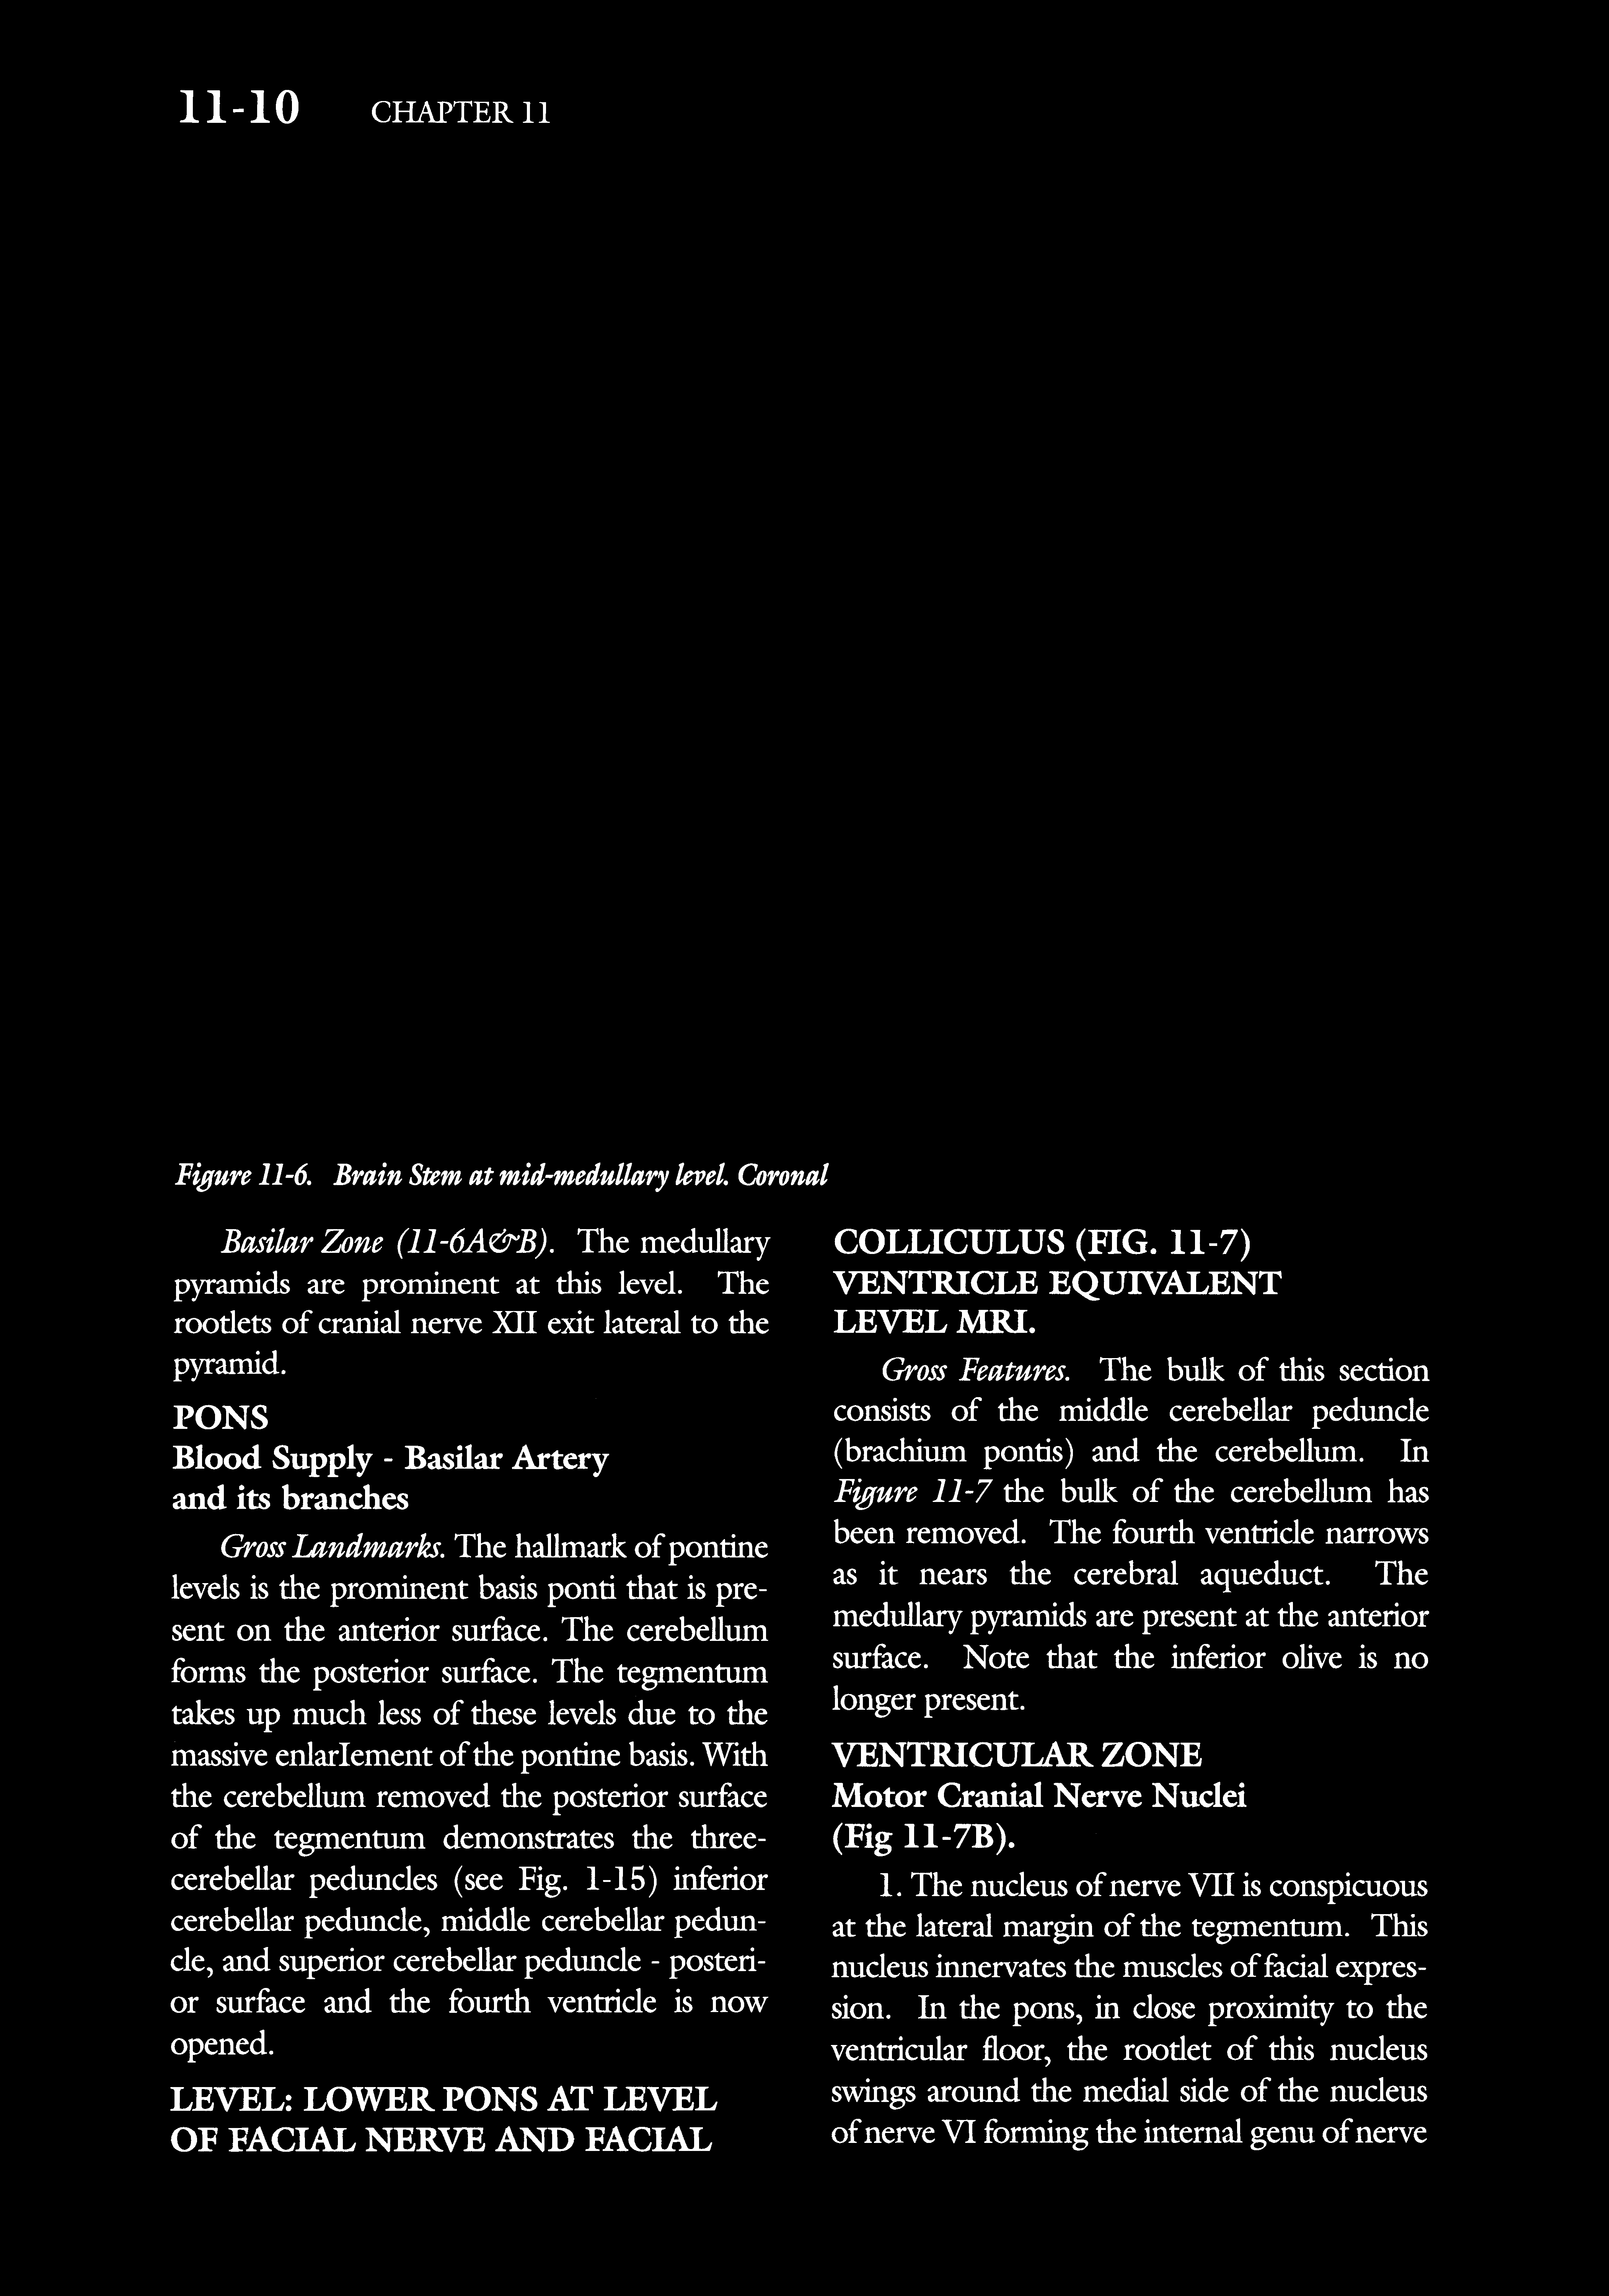 11-10 CHAPTER 11
Figure 11-6. Brain Stem at mid-medullary level. Coronal
Basilar Zone (11-6A&B). The medullary
pyramids are prominent at this level. The
rootlets of cranial nerve XII exit lateral to the
pyramid.
PONS
Blood Supply - Basilar Artery
and its branches
Gross Landmarks. The hallmark of pontine
levels is the prominent basis ponti that is pre-
sent on the anterior surface. The cerebellum
forms the posterior surface. The tegmentum
takes up much less of these levels due to the
massive enlarIement of the pontine basis. With
the cerebellum removed the posterior surface
of the tegmentum demonstrates the three-
cerebellar peduncles (see Fig. 1-15) inferior
cerebellar peduncle, middle cerebellar pedun-
cle, and superior cerebellar peduncle - posteri-
or surface and the fourth ventricle is now
opened.
LEVEL: LOWER PONS AT LEVEL
OF FACIAL NERVE AND FACIAL
COLLICULUS (FIG. 11-7)
VENTRICLE EQUIVALENT
LEVEL MRI.
Gross Features. The bulk of this section
consists of the middle cerebellar peduncle
(brachium pontis) and the cerebellum. In
Figure 11-7 the bulk of the cerebellum has
been removed. The fourth ventricle narrows
as it nears the cerebral aqueduct. The
medullary pyramids are present at the anterior
surface. Note that the inferior olive is no
longer present.
VENTRICULAR ZONE
Motor Cranial Nerve Nuclei
(Fig 11-7B).
1. The nucleus of nerve VII is conspicuous
at the lateral margin of the tegmentum. This
nucleus innervates the muscles of facial expres-
sion. In the pons, in close proximity to the
ventricular floor, the rootlet of this nucleus
swings around the medial side of the nucleus
of nerve VI forming the internal genu of nerve